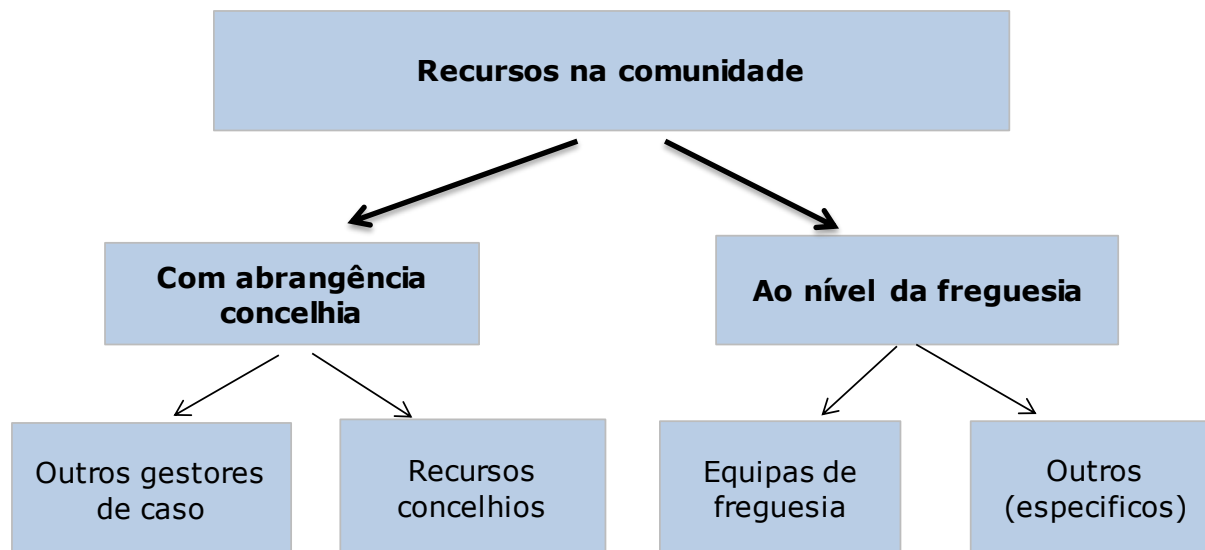 Recursos na comunidade
Com abrangência
concelhia
Ao nível da freguesia
Outros gestores
de caso
Recursos
concelhios
Equipas de
freguesia
Outros
(especificos)